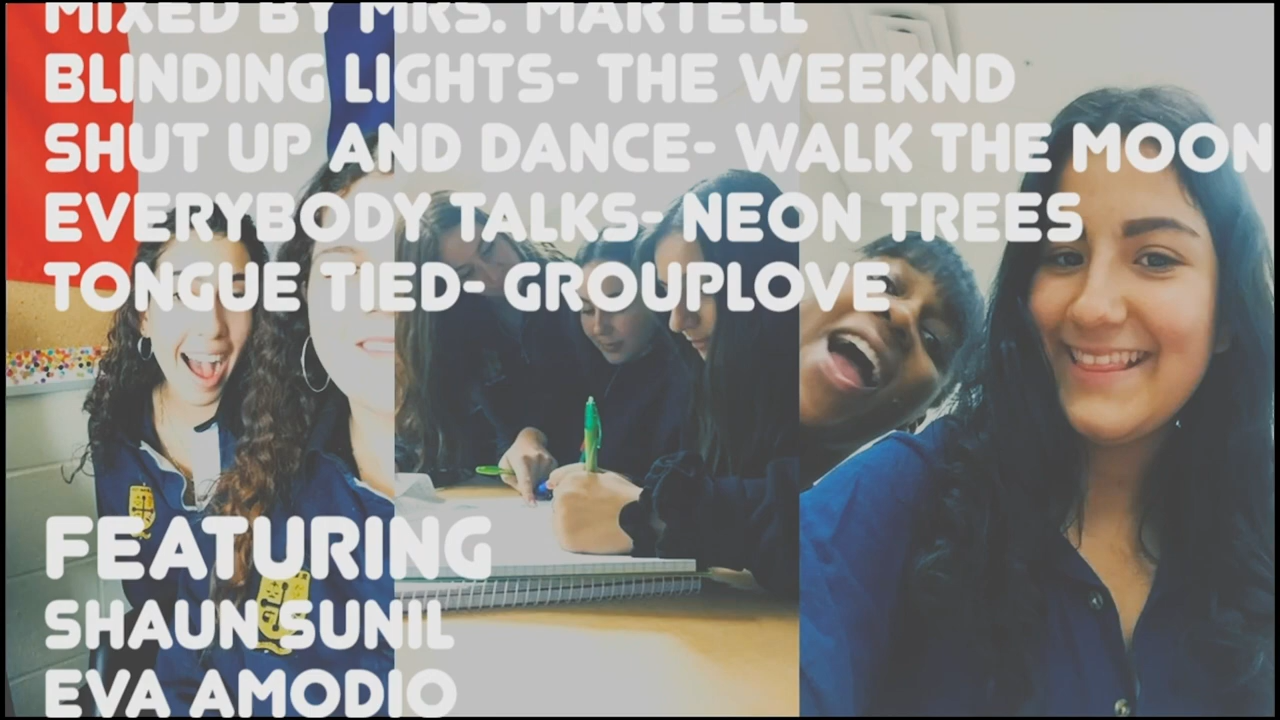 MIXED BY MRS. MARTELL
BLINDING LIGHTS- THE WEEKND
SHUT UP AND DANCE- WALK THE MOON
EVERYBODY TALKS- NEON TREES
TONGUE TIED- GROUPLOVE
FEATURING
SHAUN SUNIL
EVA AMODIO